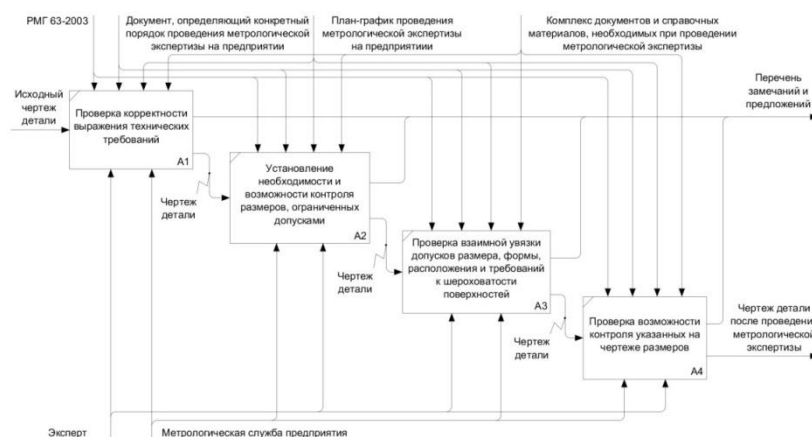 РМГ 63-2003
Документ, определяющий конкретный
порядок проведения метрологической
экспертизы на предприятии
План-график проведения
метрологической экспертизы
на предприятиии
Комплекс документов и справочных
материалов, необходимых при проведении
метрологической экспертизы
Исходный
чертеж
детали
Проверка корректности
выражения технических
требований
A1
Перечень
замечаний и
предложений
Чертеж
детали
Установление
необходимости и
возможности контроля
размеров, ограниченных
допусками
A2
Чертеж
детали
Проверка взаимной увязки
допусков размера, формы,
расположения и требований
к шероховатости
поверхностей
A3
Чертеж
детали
Проверка возможности
контроля указанных на
чертеже размеров
A4
Чертеж детали
после проведени
метрологической
экспертизы
Эксперт
Метрологическая служба предприятия